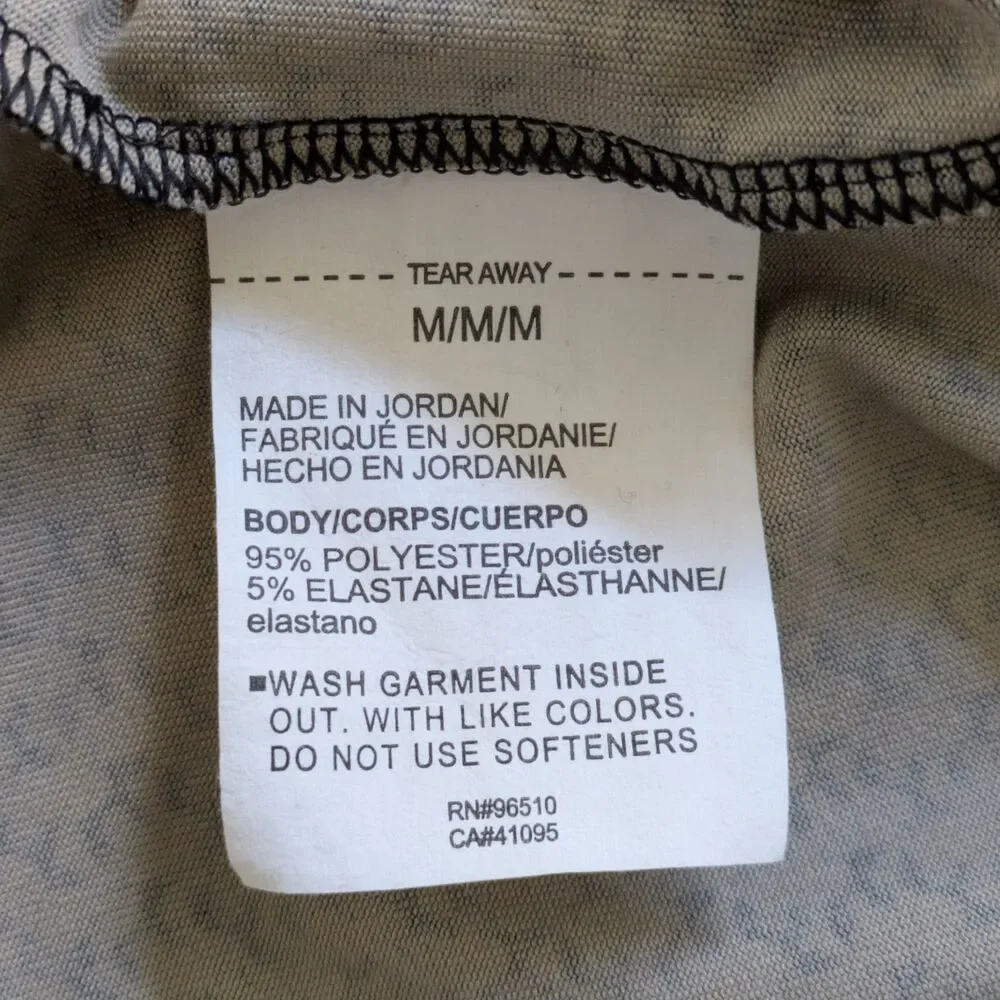 TEAR AWAY
M/M/M
MADE IN JORDAN/
FABRIQUÉ EN JORDANIE/
HECHO EN JORDANIA
BODY/CORPS/CUERPO
95% POLYESTER/poliéster
5% ELASTANE/ÉLASTHANNE/
elastano
■WASH GARMENT INSIDE
OUT. WITH LIKE COLORS.
DO NOT USE SOFTENERS
RN#96510
CA#41095